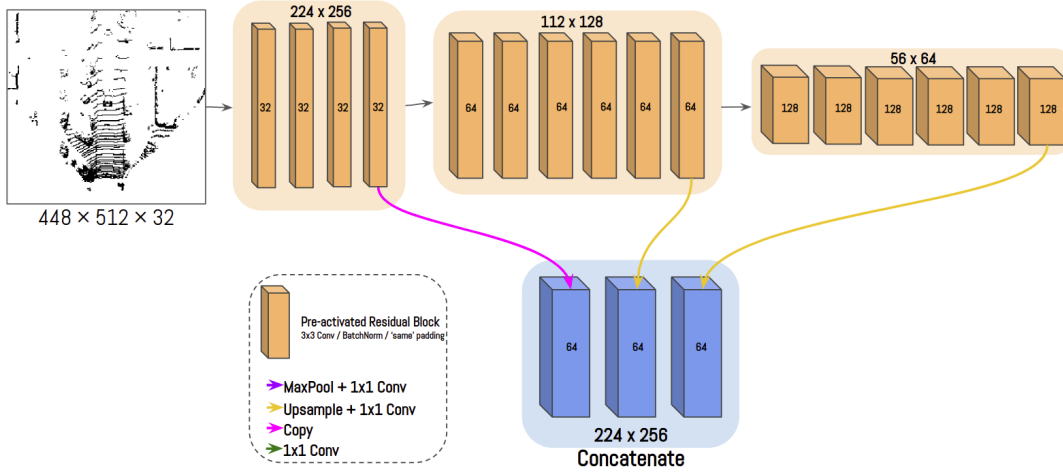 224 x 256
112 x 128
56 x 64
32 32 32 32
64 64 64 64 64 64
128 128 128 128 128 128
448 × 512 × 32
64 64 64
224 x 256
Concatenate
Pre-activated Residual Block
3x3 Conv / BatchNorm / 'same' padding
MaxPool + 1x1 Conv
Upsample + 1x1 Conv
Copy
1x1 Conv